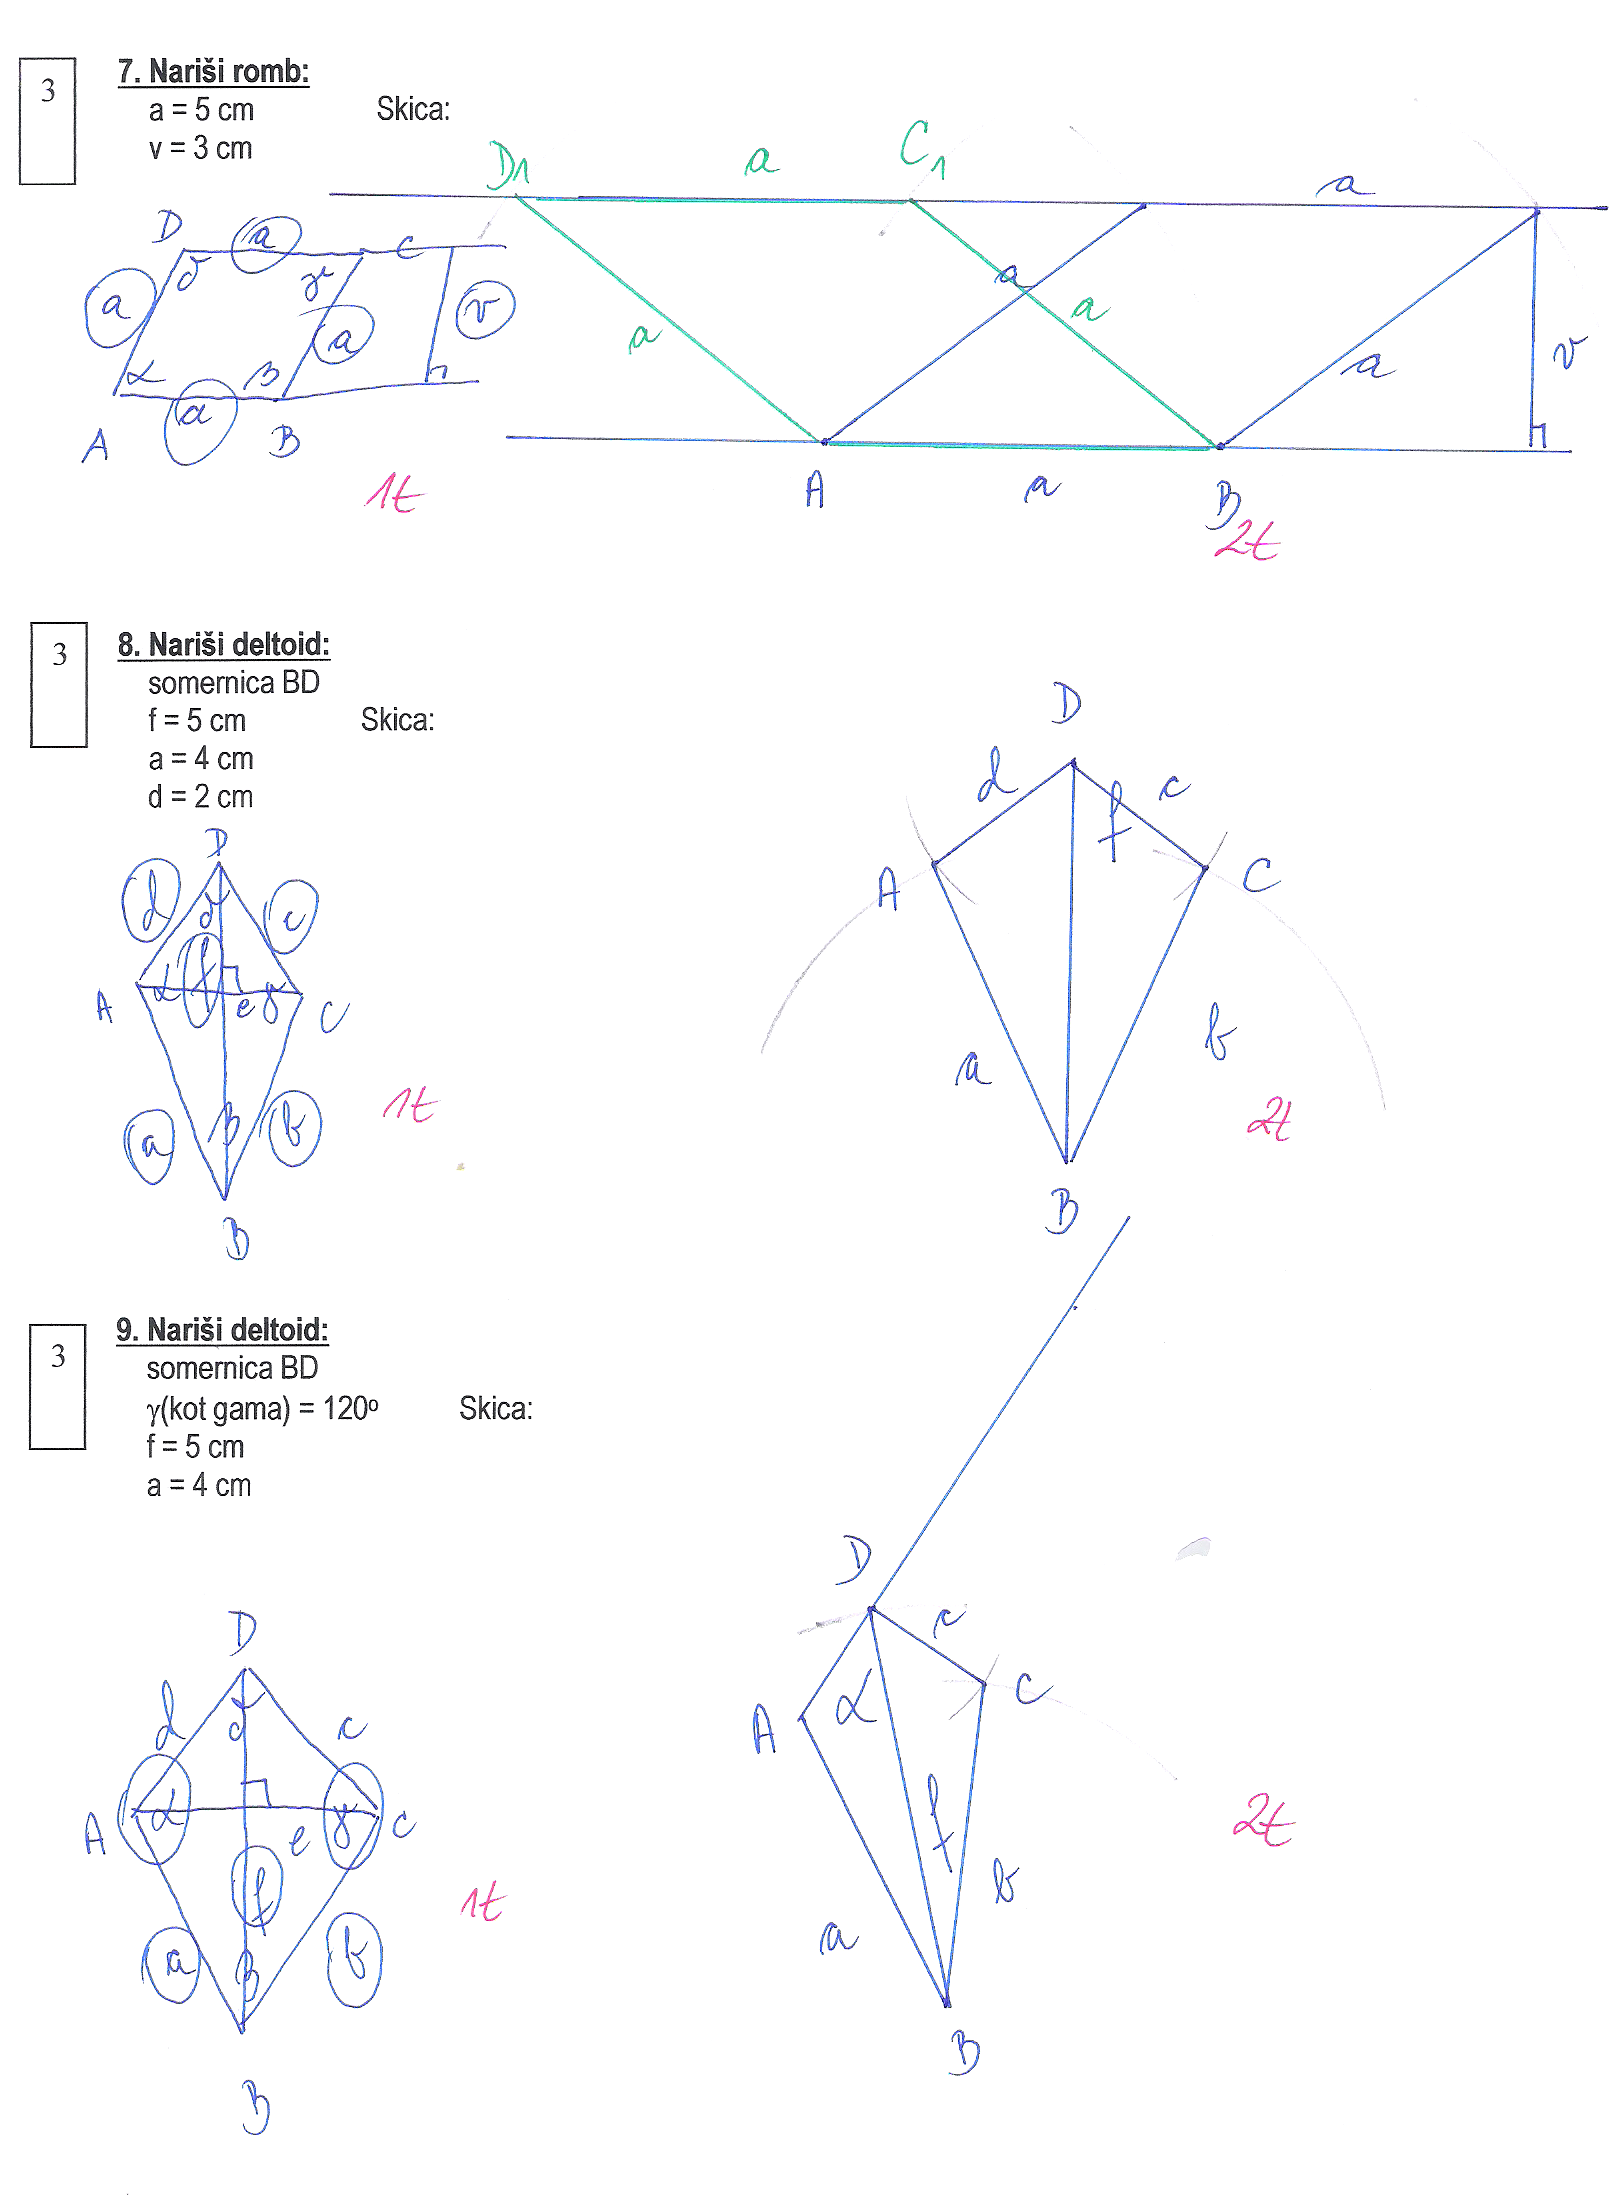 3
7. Nariši romb:
a = 5 cm
Skica:
v = 3 cm
D1
a
C1
a
D
a
C
δ
γ
a
a
v
a
a
a
a
v
α
β
a
A
B
A
a
B
1t
2t
3
8. Nariši deltoid:
somernica BD
f = 5 cm
Skica:
a = 4 cm
d = 2 cm
D
d
c
f
A
C
a
b
B
2t
D
d
δ
c
f
A
α
e
γ
C
a
β
b
1t
B
3
9. Nariši deltoid:
somernica BD
γ(kot gama) = 120º
Skica:
f = 5 cm
a = 4 cm
D
c
C
A
α
f
b
a
B
2t
D
d
δ
c
A
α
e
γ
C
f
a
β
b
1t
B